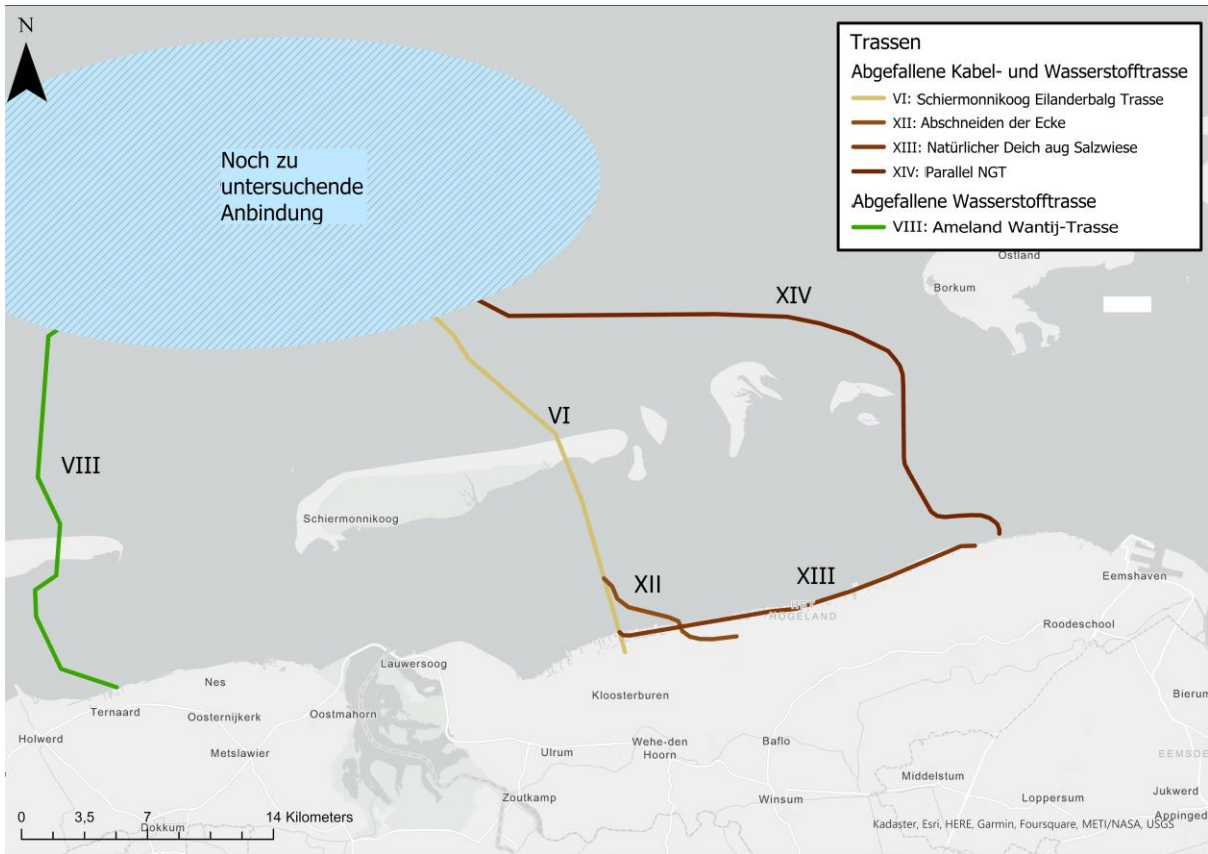 N
Trassen
Abgefallene Kabel- und Wasserstofftrasse
VI: Schiermonnikoog Eilanderbalg Trasse
XII: Abschneiden der Ecke
XIII: Natürlicher Deich aug Salzwiese
XIV: Parallel NGT
Abgefallene Wasserstofftrasse
VIII: Ameland Wantij-Trasse
Noch zu
untersuchende
Anbindung
Ostland
Borkum
XIV
VI
VIII
Schiermonnikoog
XII
XIII
HET
HOGELAND
Eemshaven
Roodeschool
Lauwersoog
Nes
Kloosterburen
Bierum
Ternaard
Oosternijkerk
Oostmahorn
Holwerd
Metslawier
Ulrum
Wehe-den
Hoorn
Baflo
EEMSDE
Middelstum
Zoutkamp
Winsum
Loppersum
Jukwerd
Appinged
0 3,5 7 14 Kilometers
Dokkum
Kadaster, Esri, HERE, Garmin, Foursquare, METI/NASA, USGS